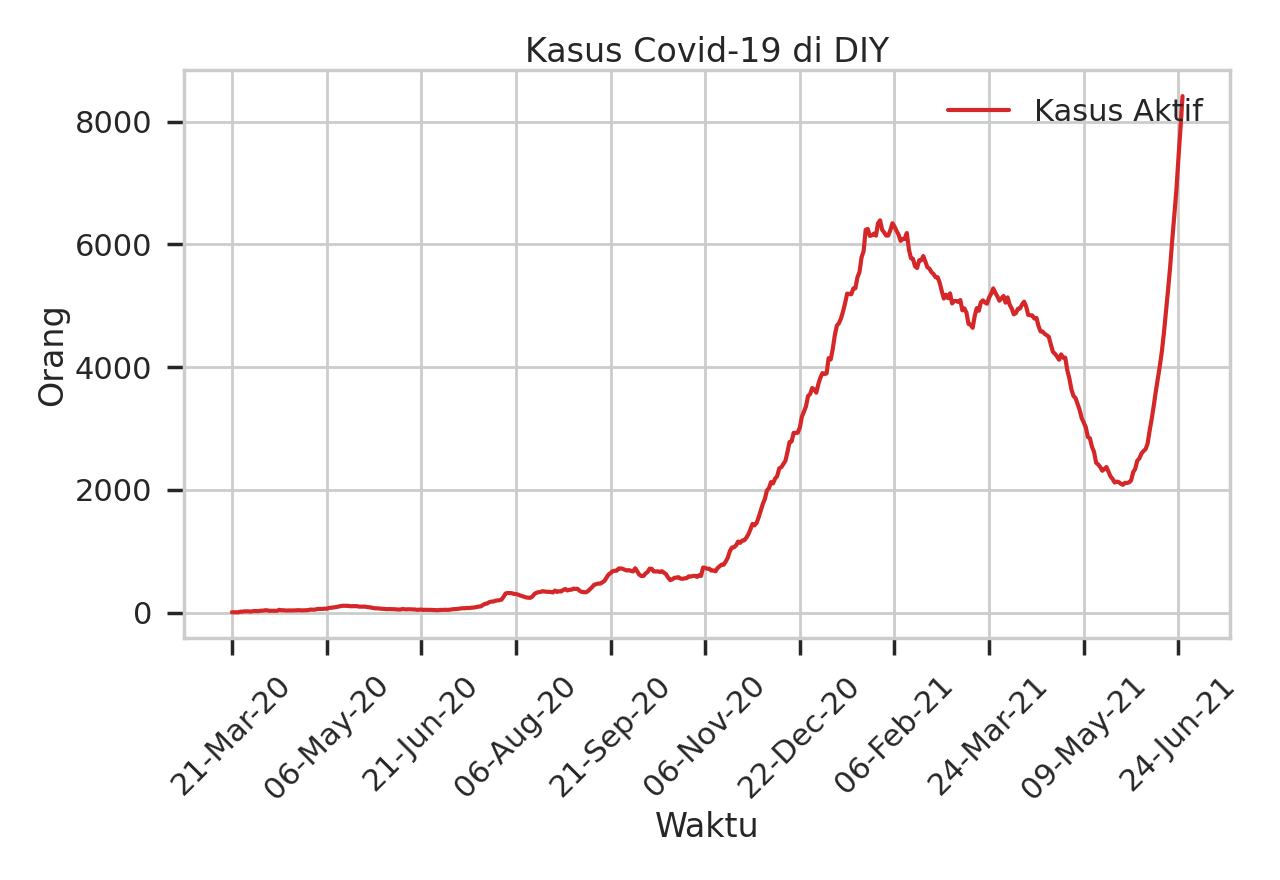 Kasus Covid-19 di DIY
Kasus Aktif
8000
6000
4000
2000
0
Orang
21-Mar-20
06-May-20
21-Jun-20
06-Aug-20
21-Sep-20
06-Nov-20
22-Dec-20
06-Feb-21
24-Mar-21
09-May-21
24-Jun-21
Waktu